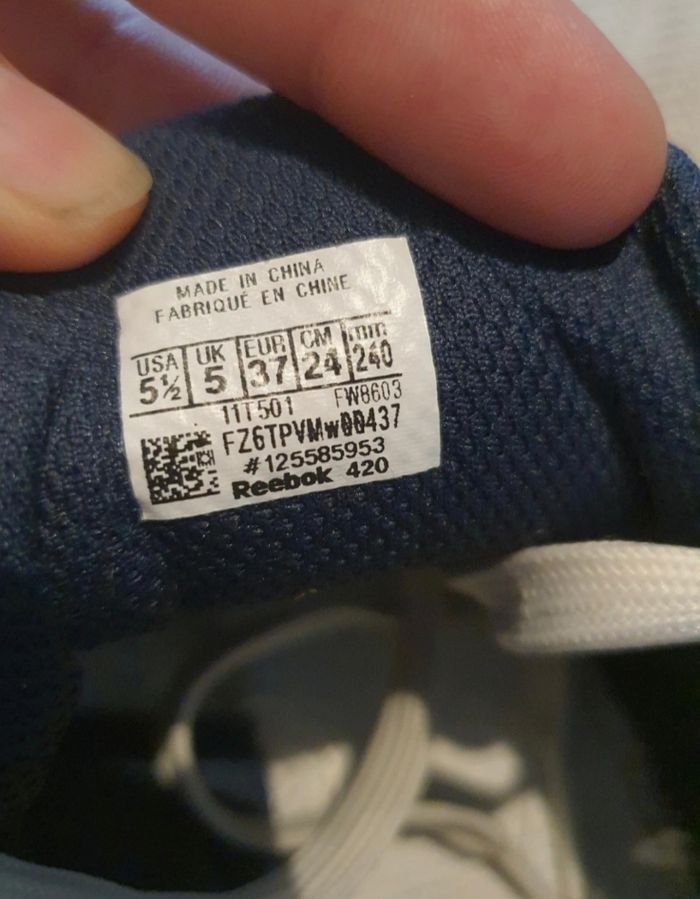 MADE IN CHINA
FABRIQUÉ EN CHINE
USA UK EUR CM mm
5½ 5 37 24 240
11T501 FW8603
FZ6TPVMw00437
#125585953
Reebok 420